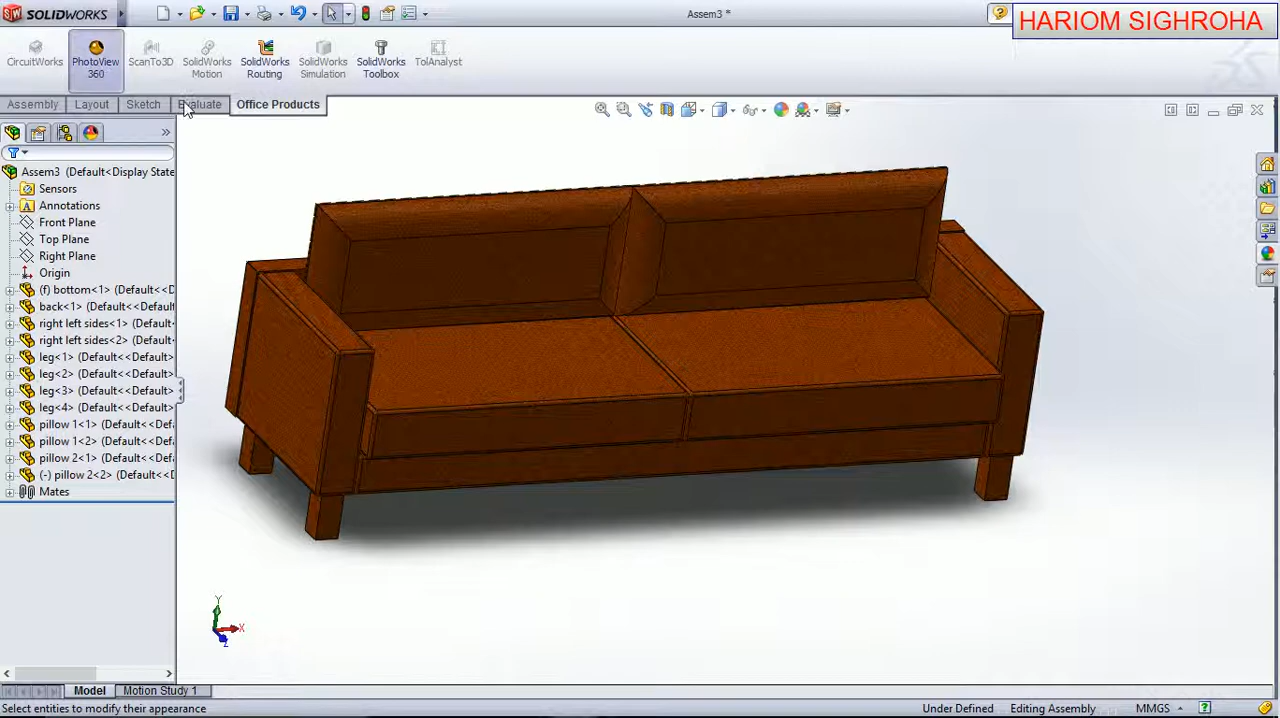 SOLIDWORKS
Assem3 *
HARIOM SIGHROHA
CircuitWorks
PhotoView 360
ScanTo3D
SolidWorks Motion
SolidWorks Routing
SolidWorks Simulation
SolidWorks Toolbox
TolAnalyst
Assembly Layout Sketch Evaluate Office Products
Assem3 (Default<Display State
Sensors
Annotations
Front Plane
Top Plane
Right Plane
Origin
(f) bottom<1> (Default<<D
back<1> (Default<<Default
right left sides<1> (Default
right left sides<2> (Default
leg<1> (Default<<Default>
leg<2> (Default<<Default>
leg<3> (Default<<Default>
leg<4> (Default<<Default>
pillow 1<1> (Default<<Def
pillow 1<2> (Default<<Def
pillow 2<1> (Default<<Def
(-) pillow 2<2> (Default<<D
Mates
Y
X
Z
Model Motion Study 1
Select entities to modify their appearance
Under Defined Editing Assembly MMGS